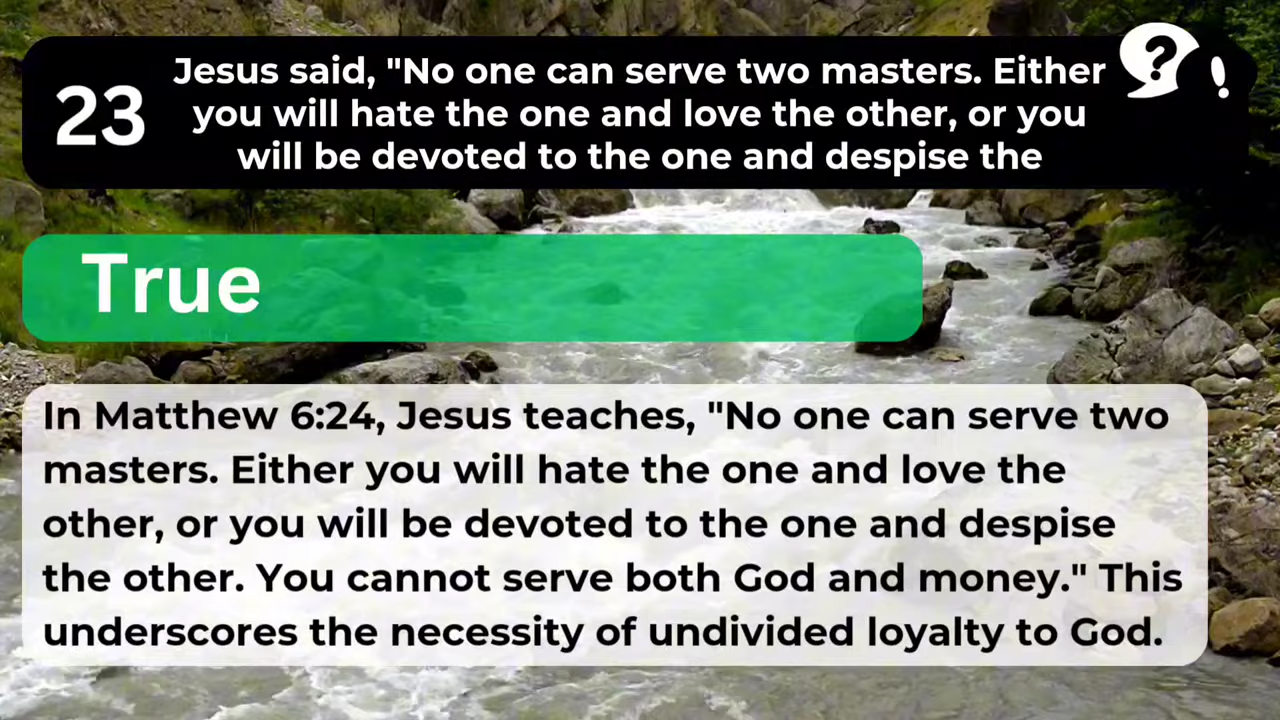 23
Jesus said, "No one can serve two masters. Either
you will hate the one and love the other, or you
will be devoted to the one and despise the
?
!
True
In Matthew 6:24, Jesus teaches, "No one can serve two
masters. Either you will hate the one and love the
other, or you will be devoted to the one and despise
the other. You cannot serve both God and money." This
underscores the necessity of undivided loyalty to God.